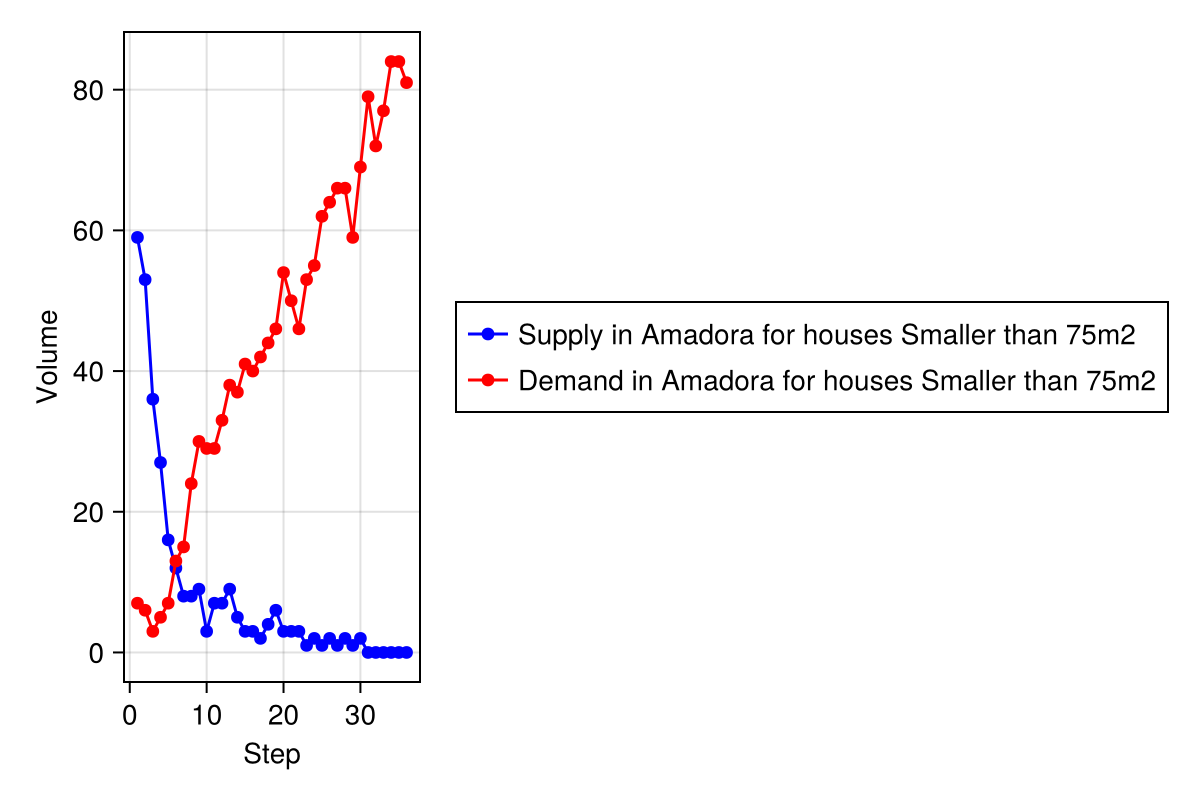 80
60
40
20
0
Volume
0 10 20 30
Step
Supply in Amadora for houses Smaller than 75m2
Demand in Amadora for houses Smaller than 75m2